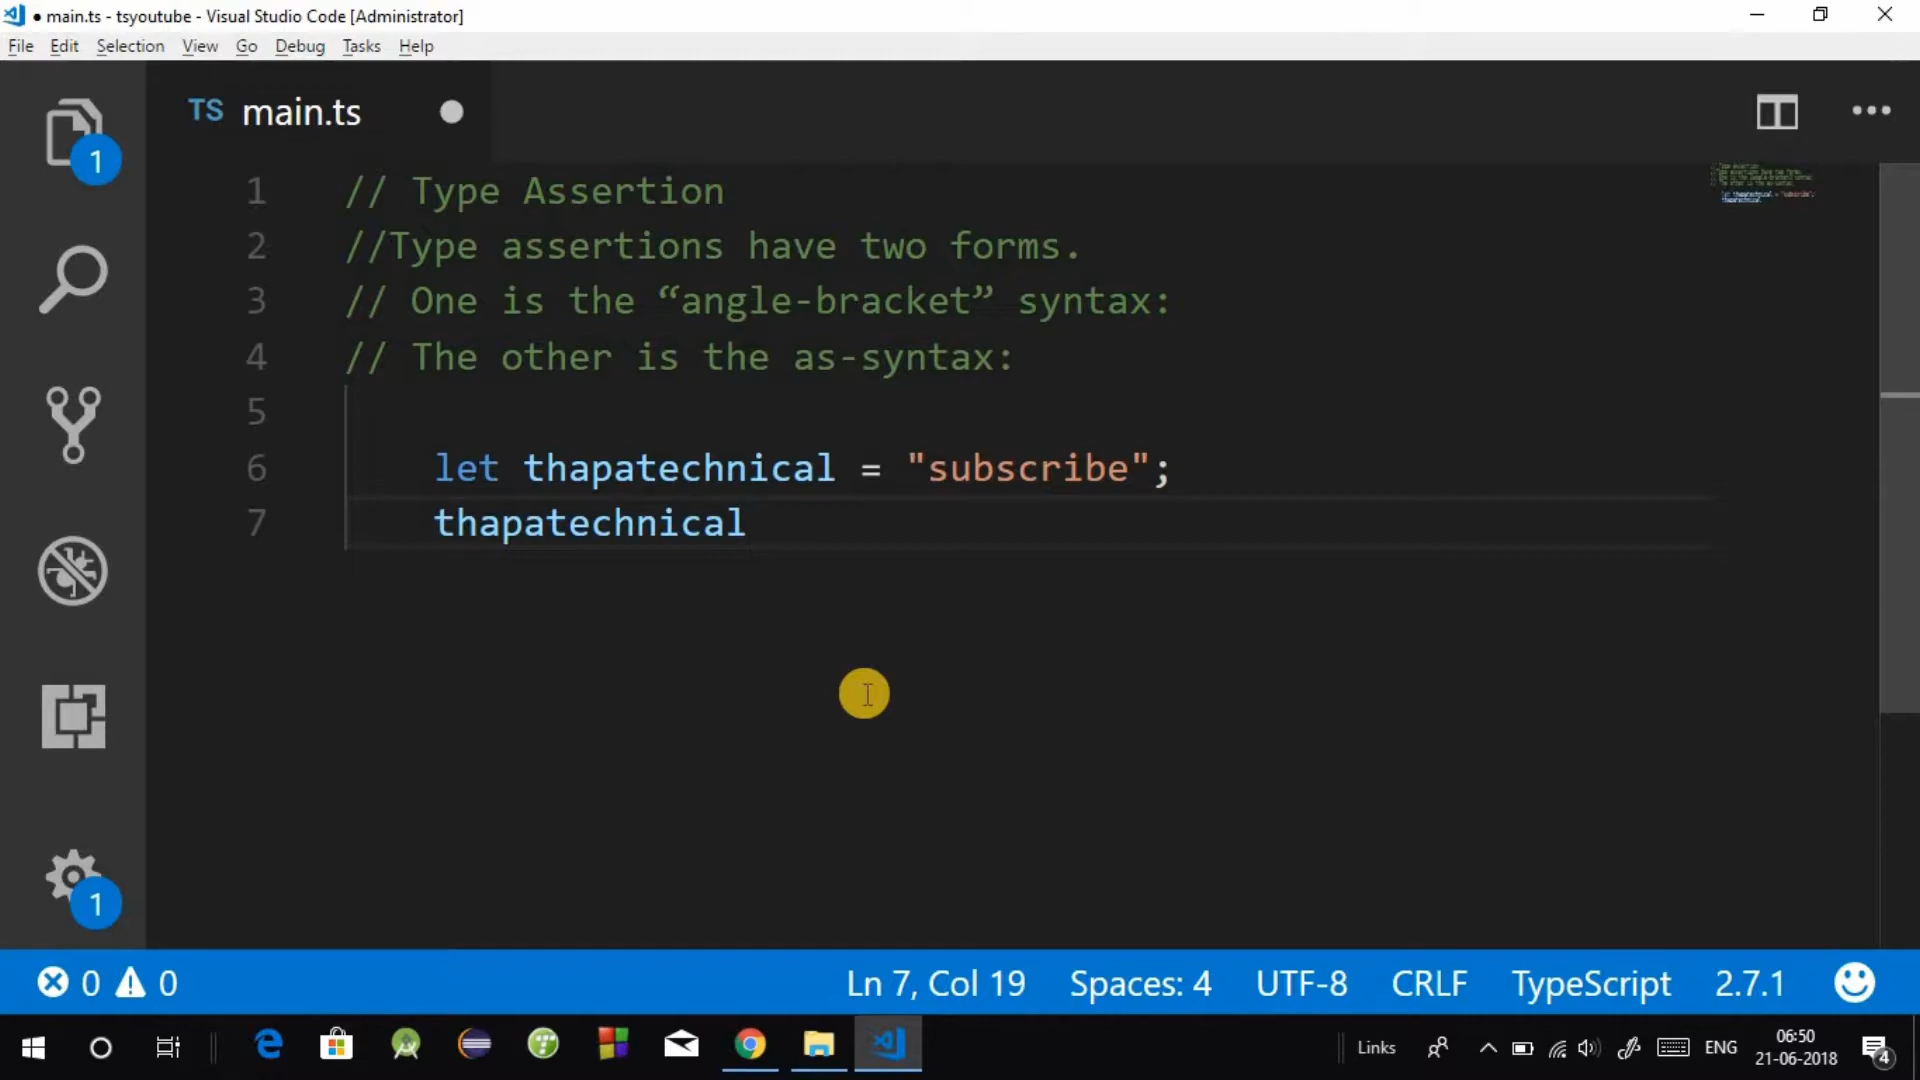 main.ts - tsyoutube - Visual Studio Code [Administrator]
File Edit Selection View Go Debug Tasks Help
TS main.ts
1
1 // Type Assertion
2 //Type assertions have two forms.
3 // One is the “angle-bracket” syntax:
4 // The other is the as-syntax:
5
6 let thapatechnical = "subscribe";
7 thapatechnical
1
0 0 Ln 7, Col 19 Spaces: 4 UTF-8 CRLF TypeScript 2.7.1
Links ENG 06:50
21-06-2018
4